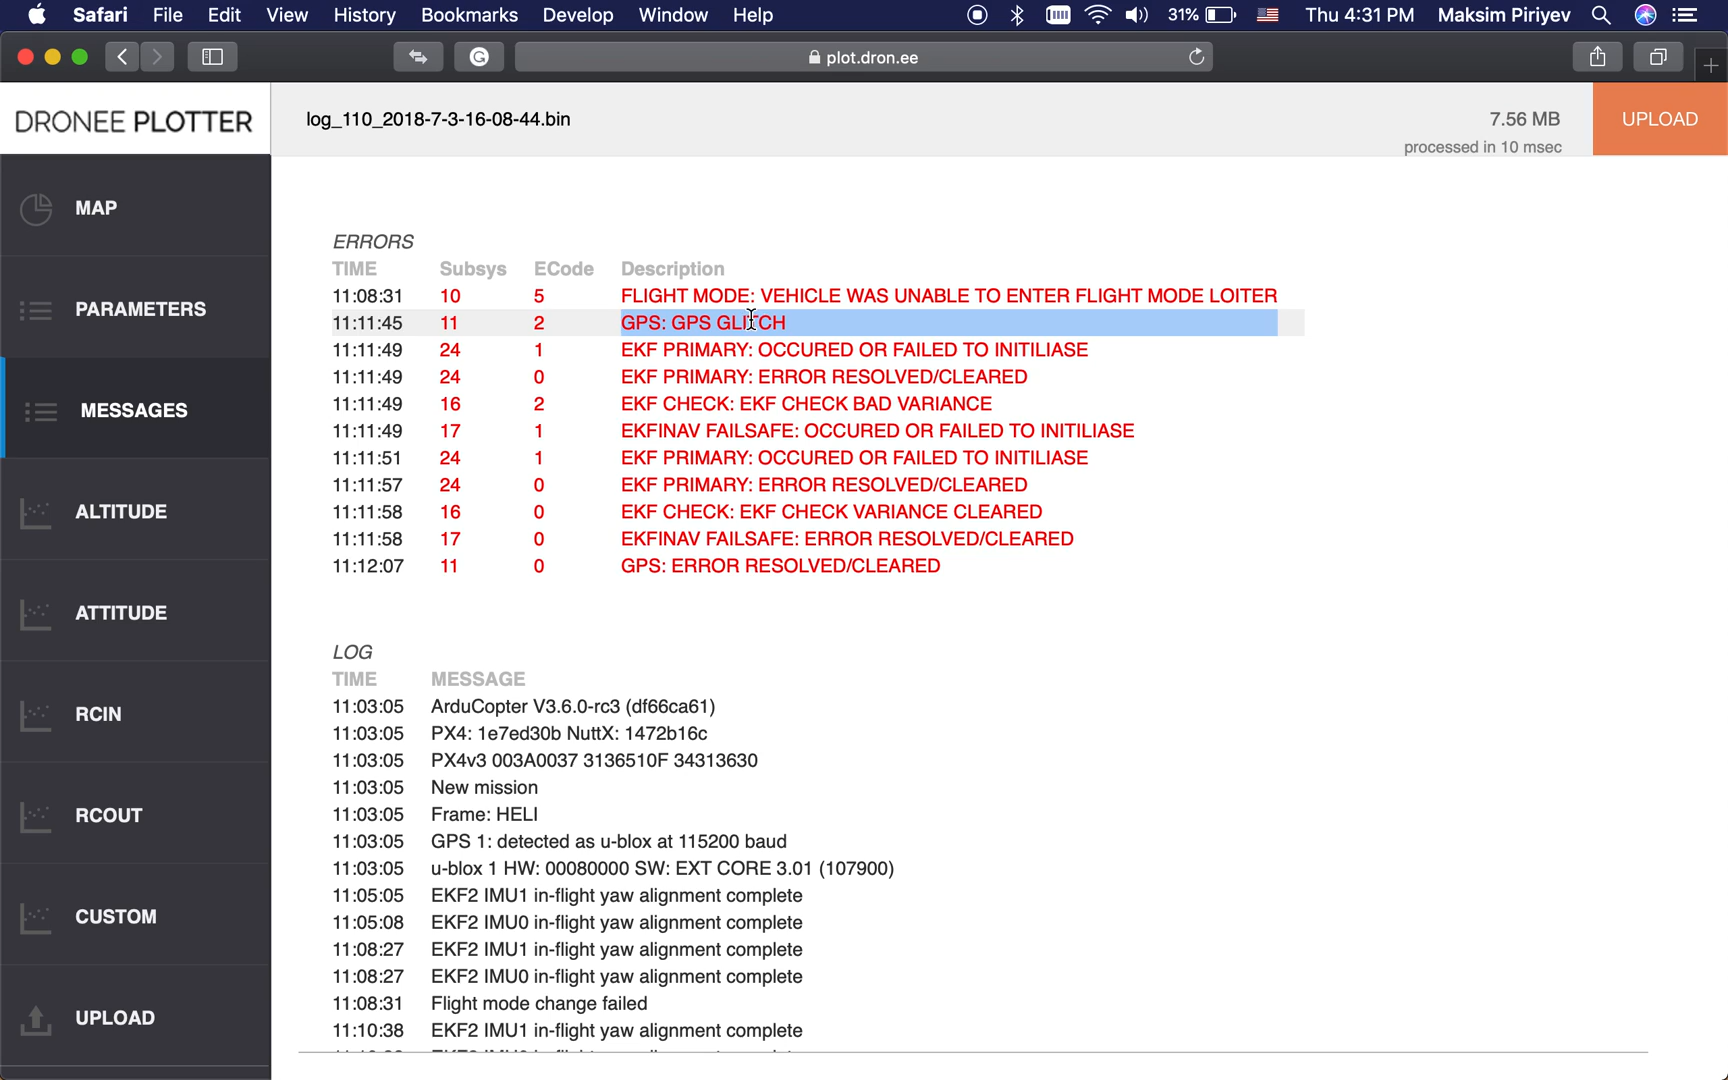 Safari File Edit View History Bookmarks Develop Window Help 31% Thu 4:31 PM Maksim Piriyev
plot.dron.ee
DRONEE PLOTTER
log_110_2018-7-3-16-08-44.bin
7.56 MB
processed in 10 msec
UPLOAD
MAP
PARAMETERS
MESSAGES
ALTITUDE
ATTITUDE
RCIN
RCOUT
CUSTOM
UPLOAD
ERRORS
TIME Subsys ECode Description
11:08:31 10 5 FLIGHT MODE: VEHICLE WAS UNABLE TO ENTER FLIGHT MODE LOITER
11:11:45 11 2 GPS: GPS GLITCH
11:11:49 24 1 EKF PRIMARY: OCCURED OR FAILED TO INITILIASE
11:11:49 24 0 EKF PRIMARY: ERROR RESOLVED/CLEARED
11:11:49 16 2 EKF CHECK: EKF CHECK BAD VARIANCE
11:11:49 17 1 EKFINAV FAILSAFE: OCCURED OR FAILED TO INITILIASE
11:11:51 24 1 EKF PRIMARY: OCCURED OR FAILED TO INITILIASE
11:11:57 24 0 EKF PRIMARY: ERROR RESOLVED/CLEARED
11:11:58 16 0 EKF CHECK: EKF CHECK VARIANCE CLEARED
11:11:58 17 0 EKFINAV FAILSAFE: ERROR RESOLVED/CLEARED
11:12:07 11 0 GPS: ERROR RESOLVED/CLEARED
LOG
TIME MESSAGE
11:03:05 ArduCopter V3.6.0-rc3 (df66ca61)
11:03:05 PX4: 1e7ed30b NuttX: 1472b16c
11:03:05 PX4v3 003A0037 3136510F 34313630
11:03:05 New mission
11:03:05 Frame: HELI
11:03:05 GPS 1: detected as u-blox at 115200 baud
11:03:05 u-blox 1 HW: 00080000 SW: EXT CORE 3.01 (107900)
11:05:05 EKF2 IMU1 in-flight yaw alignment complete
11:05:08 EKF2 IMU0 in-flight yaw alignment complete
11:08:27 EKF2 IMU1 in-flight yaw alignment complete
11:08:27 EKF2 IMU0 in-flight yaw alignment complete
11:08:31 Flight mode change failed
11:10:38 EKF2 IMU1 in-flight yaw alignment complete